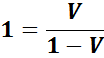 1 = V / (1 − V)